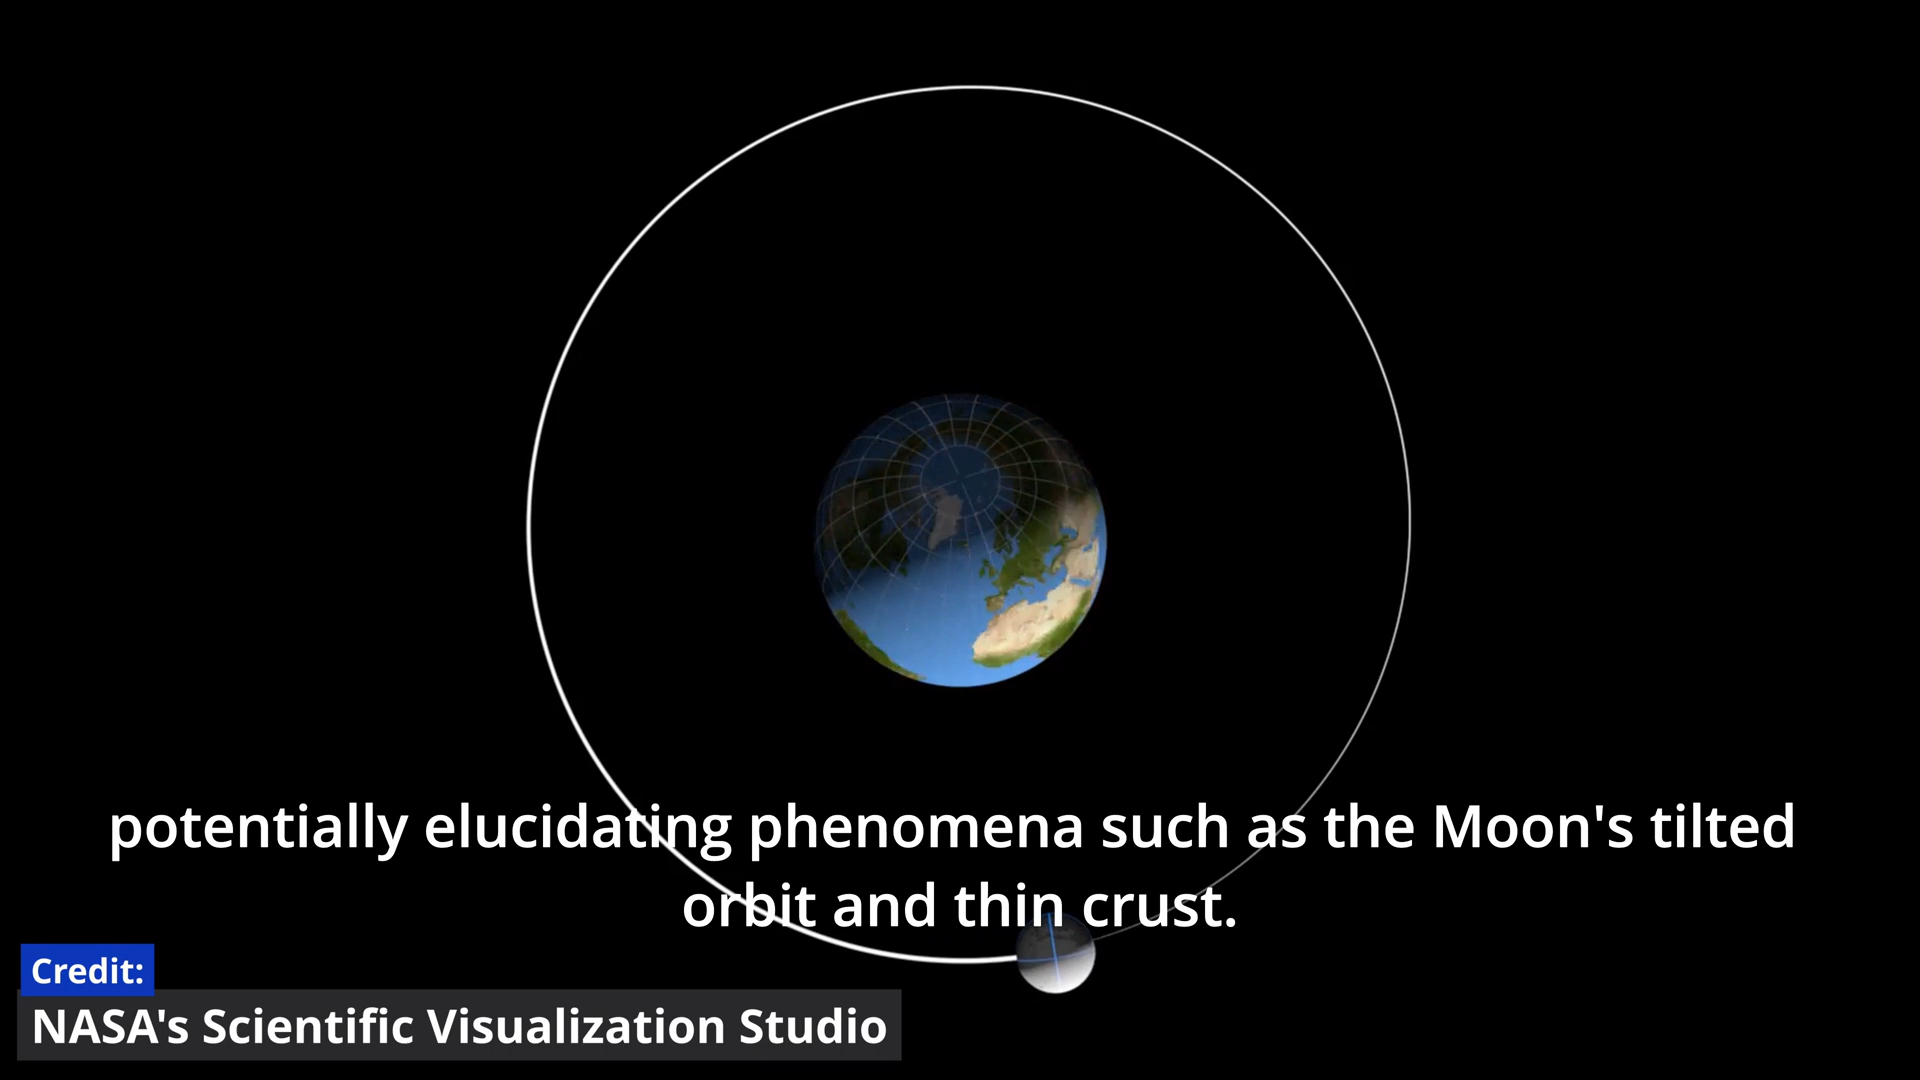 potentially elucidating phenomena such as the Moon's tilted
orbit and thin crust.
Credit:
NASA's Scientific Visualization Studio